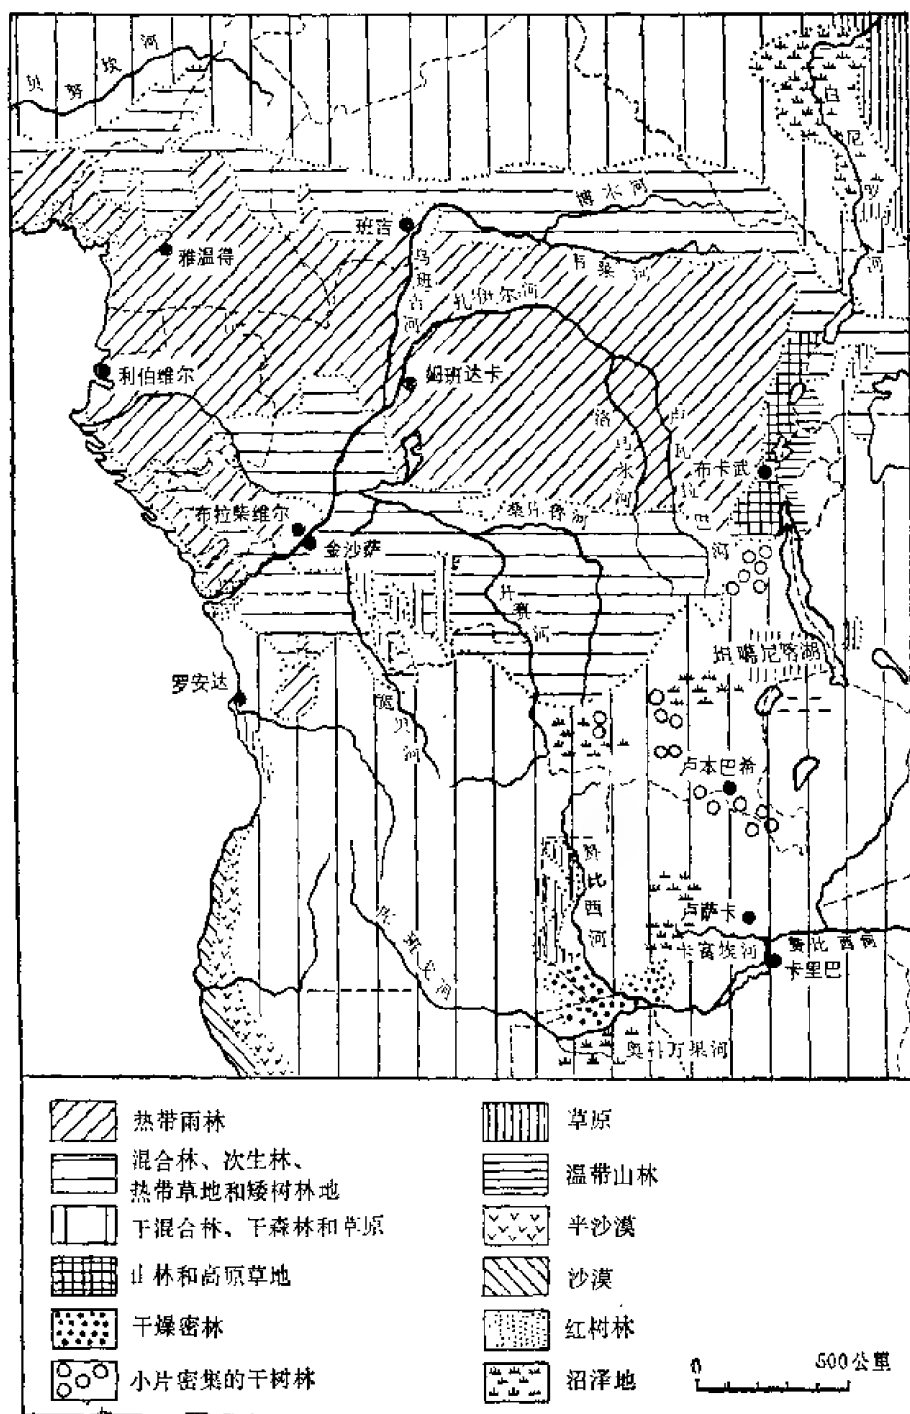 贝努埃河
白尼罗河
博木河
班吉
韦莱河
雅温得
乌班吉河
扎伊尔河
利伯维尔
姆班达卡
洛马米河
卢瓦拉巴河
布卡武
布拉柴维尔
桑库鲁河
金沙萨
开赛河
坦噶尼喀湖
罗安达
宽果河
卢本巴希
赞比西河
卢萨卡
卡富埃河
赞比西河
卡里巴
库邦戈河
奥科万果河
热带雨林
草原
混合林、次生林、
热带草地和矮树林地
温带山林
干混合林、干森林和草原
半沙漠
山林和高原草地
沙漠
干燥密林
红树林
小片密集的干树林
沼泽地
0 500公里